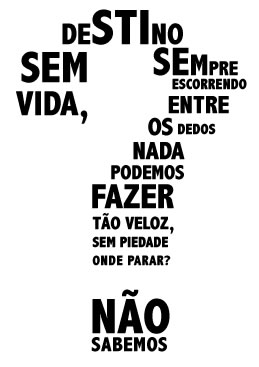 DESTINO
SEM
SEMPRE
ESCORRENDO
VIDA,
ENTRE
OS DEDOS
NADA
PODEMOS
FAZER
TÃO VELOZ,
SEM PIEDADE
ONDE PARAR?
NÃO
SABEMOS